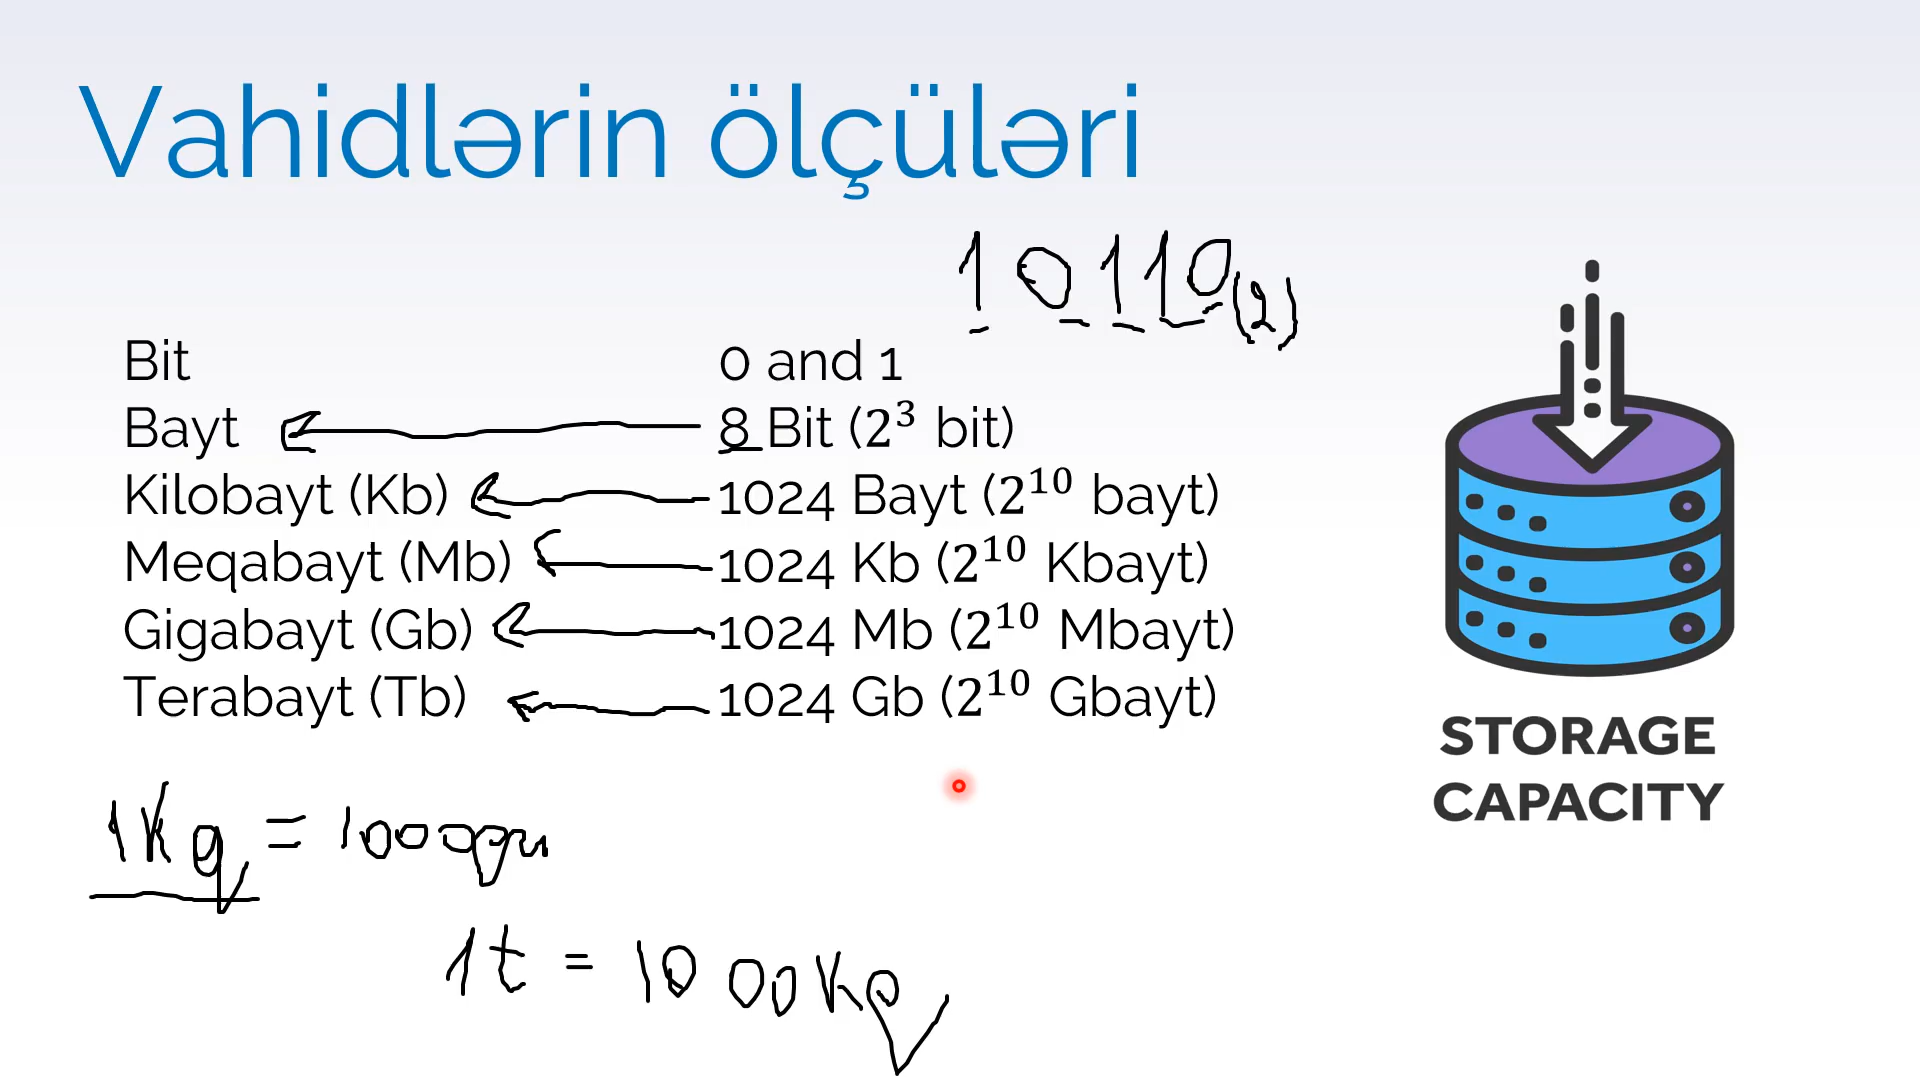 Vahidlərin ölçüləri
10110(2)
Bit 0 and 1
Bayt 8 Bit (2³ bit)
Kilobayt (Kb) 1024 Bayt (2¹⁰ bayt)
Meqabayt (Mb) 1024 Kb (2¹⁰ Kbayt)
Gigabayt (Gb) 1024 Mb (2¹⁰ Mbayt)
Terabayt (Tb) 1024 Gb (2¹⁰ Gbayt)
STORAGE
CAPACITY
1kq = 1000
1t = 1000kq